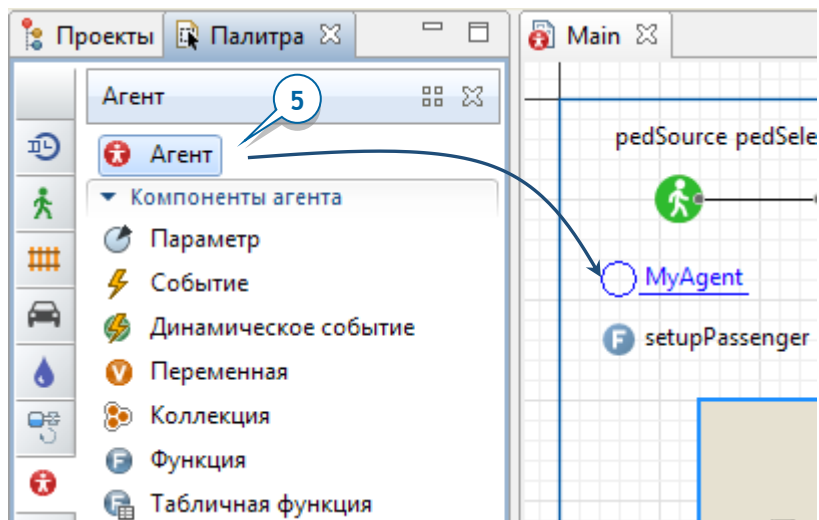 Проекты
Палитра
Main
Агент
5
Агент
Компоненты агента
Параметр
Событие
Динамическое событие
Переменная
Коллекция
Функция
Табличная функция
pedSource pedSele
MyAgent
setupPassenger